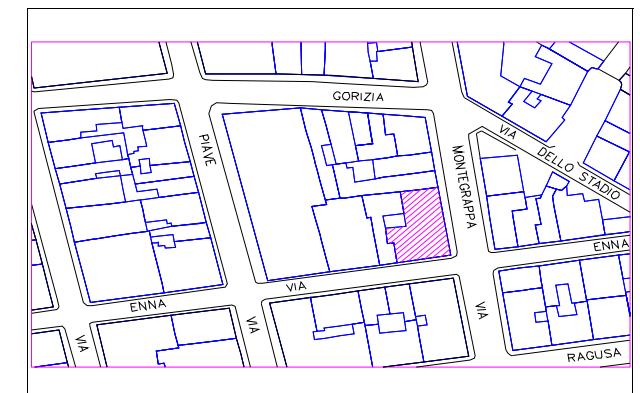 GORIZIA
PIAVE
MONTEGRAPPA
VIA
DELLO STADIO
ENNA
VIA
ENNA
VIA
VIA
VIA
RAGUSA